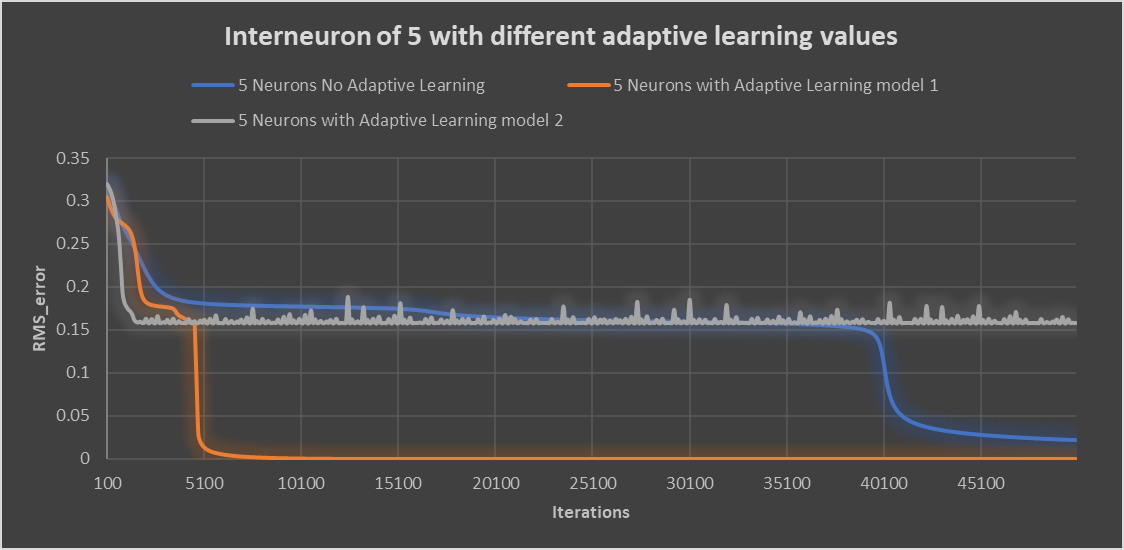 Interneuron of 5 with different adaptive learning values
5 Neurons No Adaptive Learning
5 Neurons with Adaptive Learning model 1
5 Neurons with Adaptive Learning model 2
0.35
0.3
0.25
0.2
0.15
0.1
0.05
0
RMS_error
100 5100 10100 15100 20100 25100 30100 35100 40100 45100
Iterations